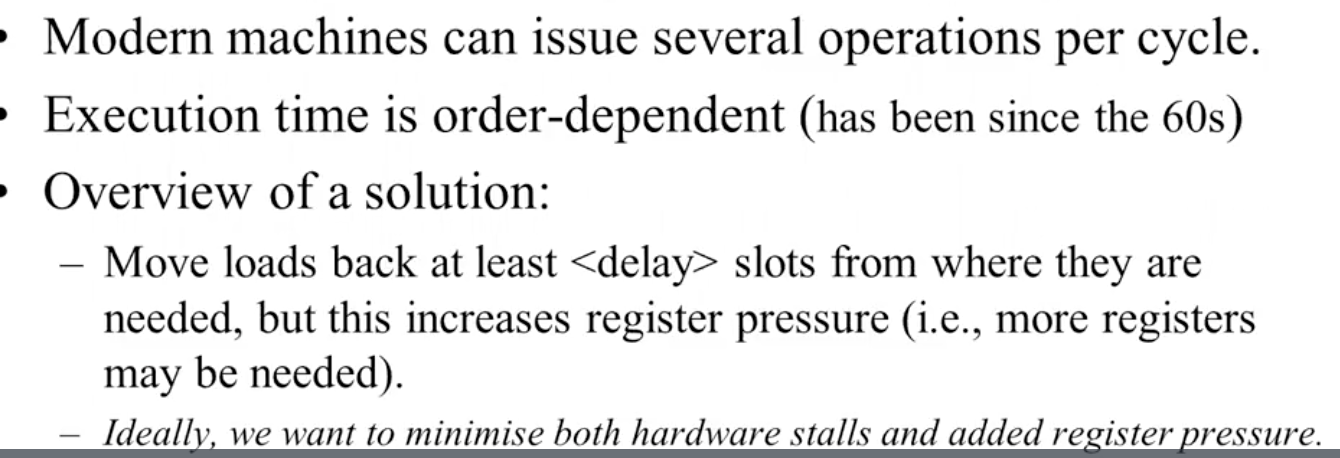 • Modern machines can issue several operations per cycle.
• Execution time is order-dependent (has been since the 60s)
• Overview of a solution:
– Move loads back at least <delay> slots from where they are
needed, but this increases register pressure (i.e., more registers
may be needed).
– Ideally, we want to minimise both hardware stalls and added register pressure.